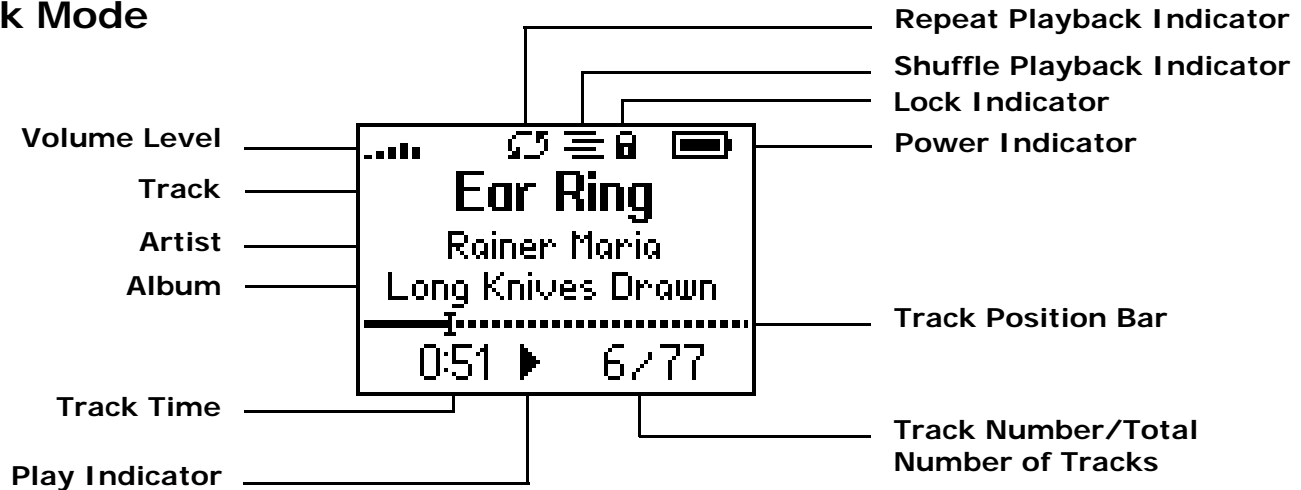 k Mode
Repeat Playback Indicator
Shuffle Playback Indicator
Lock Indicator
Power Indicator
Volume Level
Track
Artist
Album
Ear Ring
Rainer Maria
Long Knives Drawn
0:51 6/77
Track Position Bar
Track Time
Play Indicator
Track Number/Total
Number of Tracks